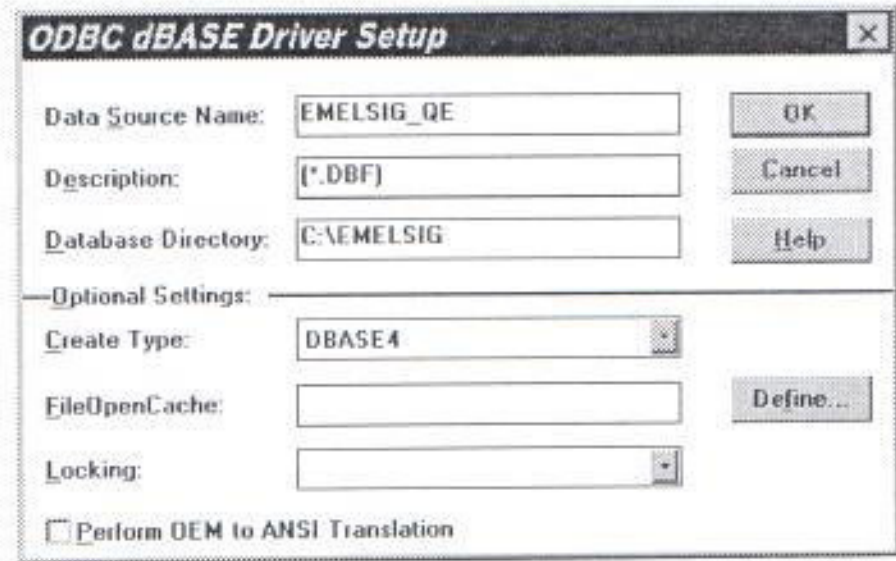 ODBC dBASE Driver Setup
Data Source Name: EMELSIG_QE OK
Description: (*.DBF) Cancel
Database Directory: C:\EMELSIG Help
Optional Settings:
Create Type: DBASE4
FileOpenCache: Define...
Locking:
Perform OEM to ANSI Translation